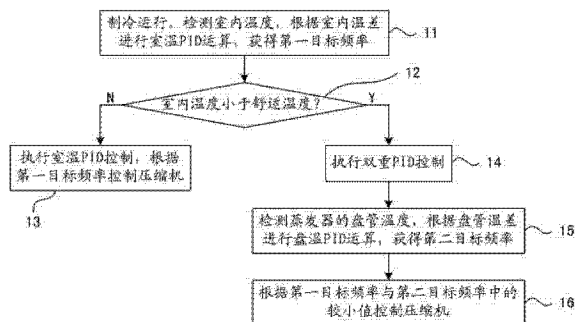 制冷运行，检测室内温度，根据室内温差
进行室温PID运算，获得第一目标频率
11
12
室内温度小于舒适温度？
N
Y
执行室温PID控制，根据
第一目标频率控制压缩机
13
执行双重PID控制
14
检测蒸发器的盘管温度，根据盘管温差
进行盘温PID运算，获得第二目标频率
15
根据第一目标频率与第二目标频率中的
较小值控制压缩机
16